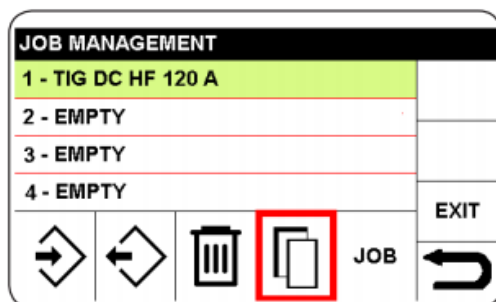 JOB MANAGEMENT
1 - TIG DC HF 120 A
2 - EMPTY
3 - EMPTY
4 - EMPTY
EXIT
JOB